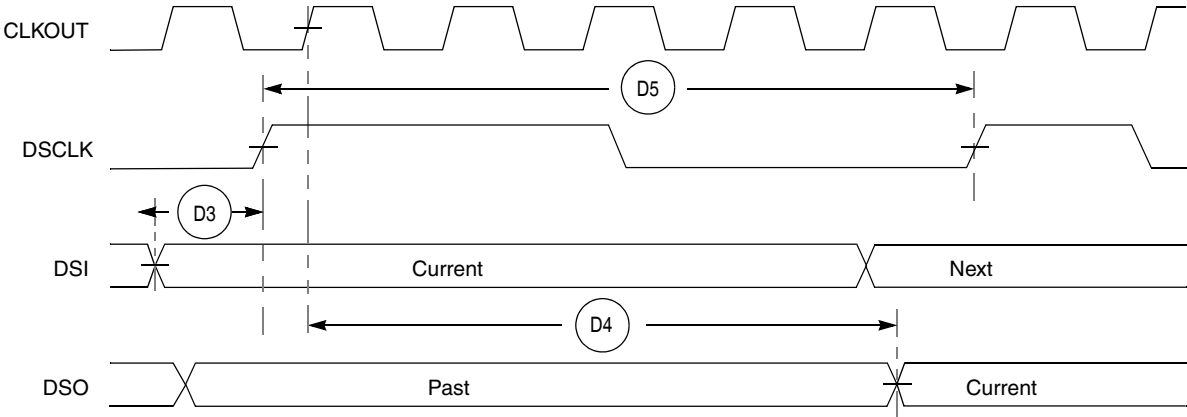 CLKOUT
D5
DSCLK
D3
DSI
Current
Next
D4
DSO
Past
Current